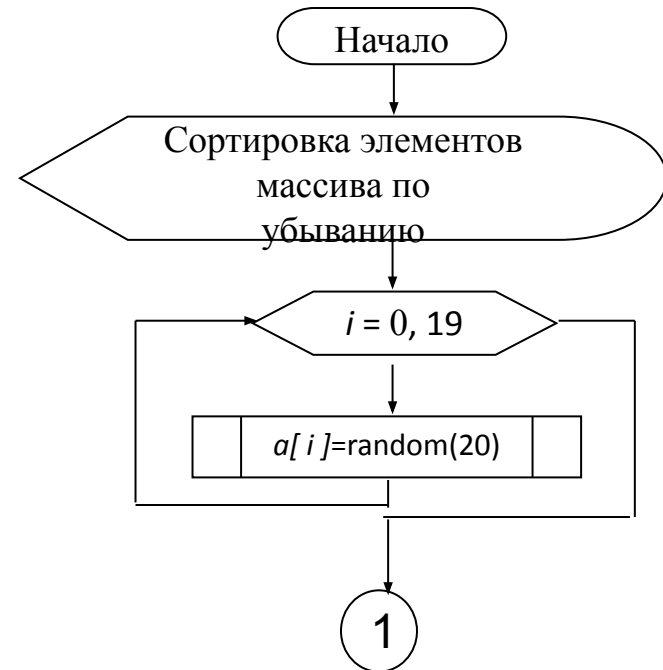 Начало
Сортировка элементов
массива по
убыванию
i = 0, 19
a[ i ]=random(20)
1